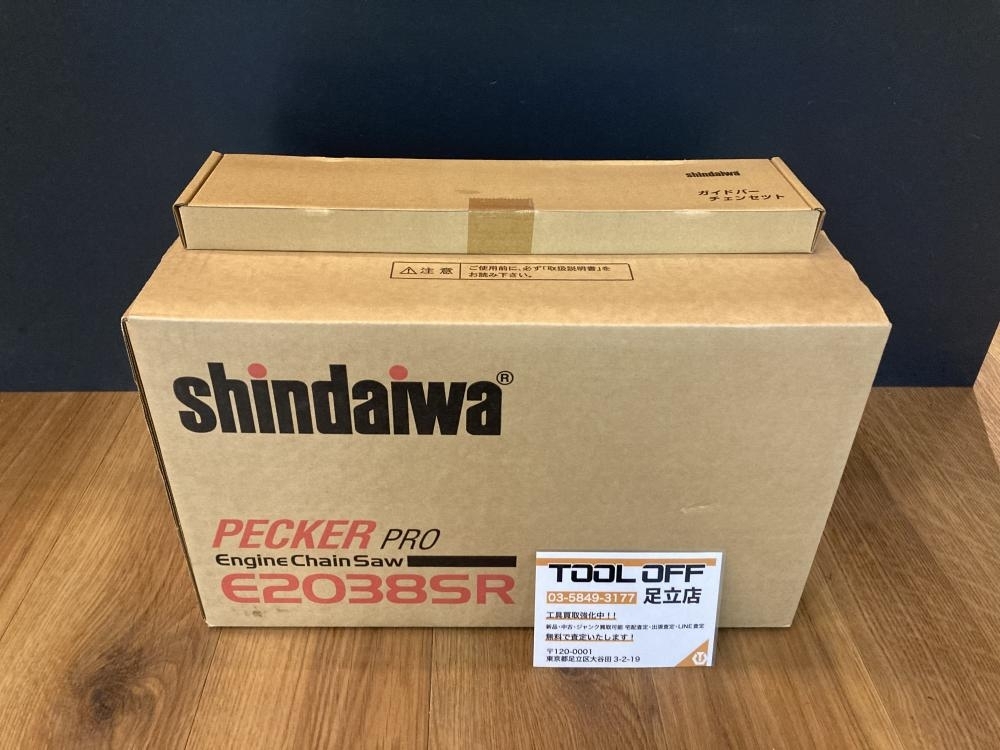 shindaiwa
ガイドバー
チェンセット
注意
ご使用前に、必ず「取扱説明書」を
お読み下さい。
shindaiwa®
PECKER PRO
Engine Chain Saw
E2038SR
TOOL OFF
03-5849-3177 足立店
工具買取強化中!!
新品・中古・ジャンク買取可能 宅配査定・出張査定・LINE査定
無料で査定いたします!
〒120-0001
東京都足立区大谷田3-2-19